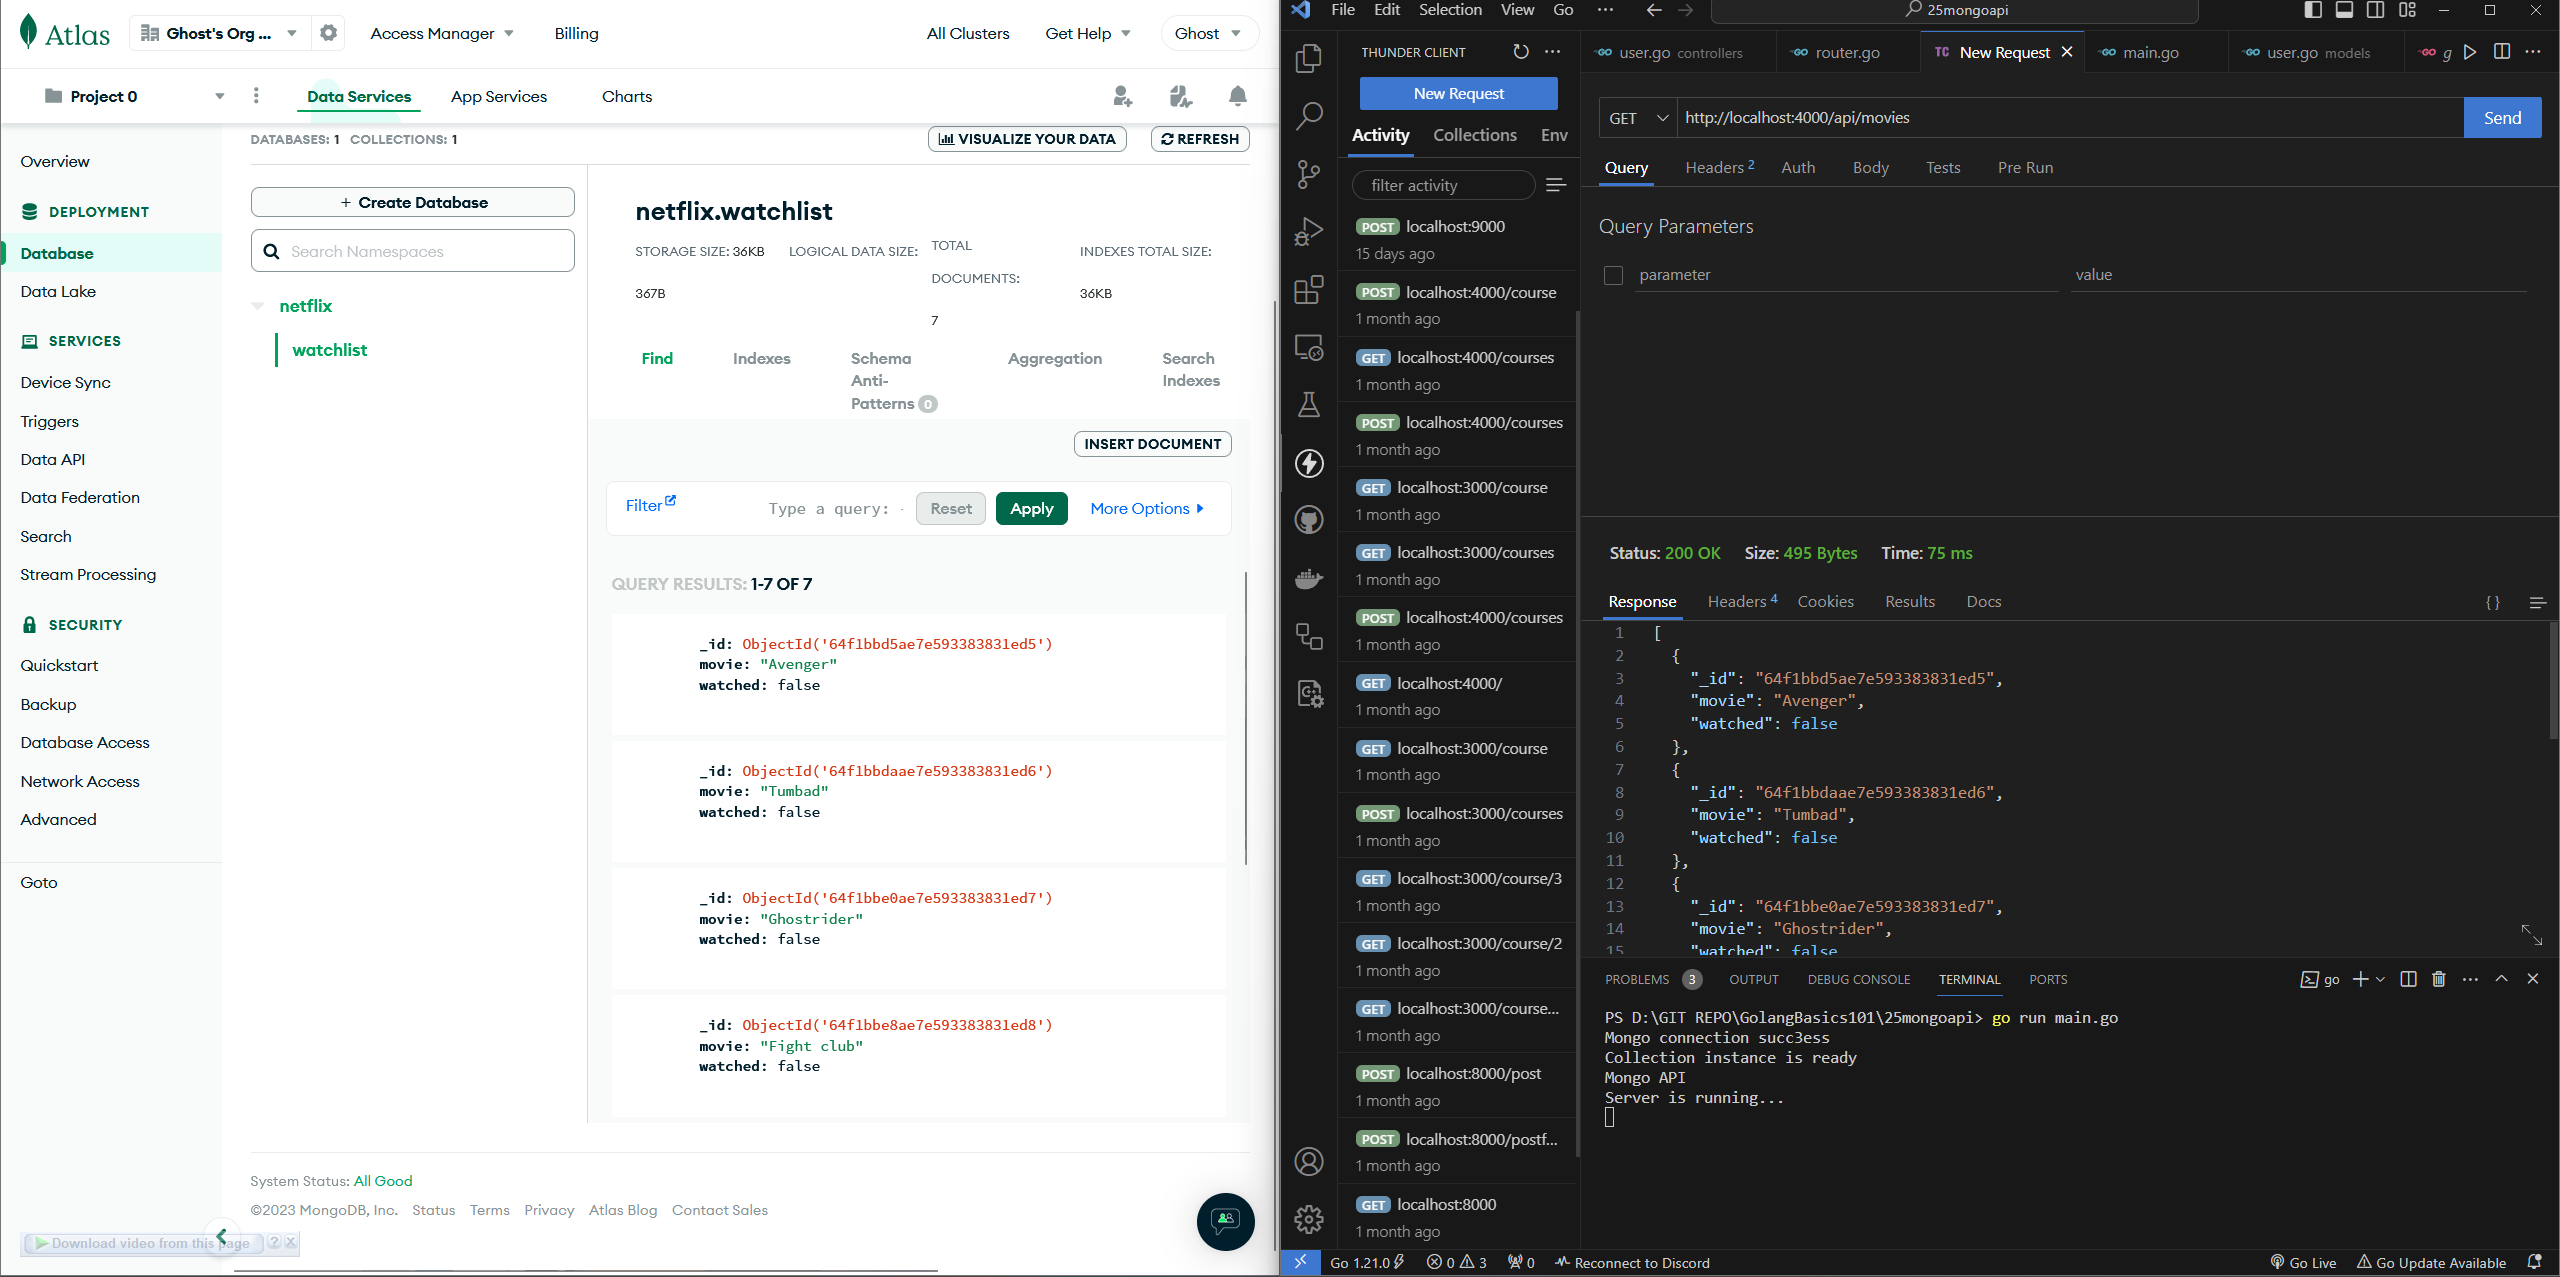 Atlas
Ghost's Org ...
Access Manager
Billing
All Clusters
Get Help
Ghost
Project 0
Data Services
App Services
Charts
Overview
DEPLOYMENT
Database
Data Lake
SERVICES
Device Sync
Triggers
Data API
Data Federation
Search
Stream Processing
SECURITY
Quickstart
Backup
Database Access
Network Access
Advanced
Goto
DATABASES: 1 COLLECTIONS: 1
VISUALIZE YOUR DATA
REFRESH
+ Create Database
Search Namespaces
netflix
watchlist
netflix.watchlist
STORAGE SIZE: 36KB
LOGICAL DATA SIZE:
367B
TOTAL
DOCUMENTS:
7
INDEXES TOTAL SIZE:
36KB
Find
Indexes
Schema
Anti-
Patterns 0
Aggregation
Search
Indexes
INSERT DOCUMENT
Filter
Type a query:
Reset
Apply
More Options
QUERY RESULTS: 1-7 OF 7
_id: ObjectId('64f1bbd5ae7e593383831ed5')
movie: "Avenger"
watched: false
_id: ObjectId('64f1bbdaae7e593383831ed6')
movie: "Tumbad"
watched: false
_id: ObjectId('64f1bbe0ae7e593383831ed7')
movie: "Ghostrider"
watched: false
_id: ObjectId('64f1bbe8ae7e593383831ed8')
movie: "Fight club"
watched: false
System Status: All Good
©2023 MongoDB, Inc. Status Terms Privacy Atlas Blog Contact Sales
Download video from this page
File Edit Selection View Go ...
25mongoapi
THUNDER CLIENT
New Request
Activity
Collections
Env
filter activity
POST localhost:9000
15 days ago
POST localhost:4000/course
1 month ago
GET localhost:4000/courses
1 month ago
POST localhost:4000/courses
1 month ago
GET localhost:3000/course
1 month ago
GET localhost:3000/courses
1 month ago
POST localhost:4000/courses
1 month ago
GET localhost:4000/
1 month ago
GET localhost:3000/course
1 month ago
POST localhost:3000/courses
1 month ago
GET localhost:3000/course/3
1 month ago
GET localhost:3000/course/2
1 month ago
GET localhost:3000/course...
1 month ago
POST localhost:8000/post
1 month ago
POST localhost:8000/postf...
1 month ago
GET localhost:8000
1 month ago
user.go controllers
router.go
TC New Request
main.go
user.go models
g
GET
http://localhost:4000/api/movies
Send
Query
Headers 2
Auth
Body
Tests
Pre Run
Query Parameters
parameter
value
Status: 200 OK Size: 495 Bytes Time: 75 ms
Response
Headers 4
Cookies
Results
Docs
{ }
1 [
2 {
3 "_id": "64f1bbd5ae7e593383831ed5",
4 "movie": "Avenger",
5 "watched": false
6 },
7 {
8 "_id": "64f1bbdaae7e593383831ed6",
9 "movie": "Tumbad",
10 "watched": false
11 },
12 {
13 "_id": "64f1bbe0ae7e593383831ed7",
14 "movie": "Ghostrider",
15 "watched": false
PROBLEMS 3
OUTPUT
DEBUG CONSOLE
TERMINAL
PORTS
go
PS D:\GIT REPO\GolangBasics101\25mongoapi> go run main.go
Mongo connection succ3ess
Collection instance is ready
Mongo API
Server is running...
Go 1.21.0
0 3
0
Reconnect to Discord
Go Live
Go Update Available